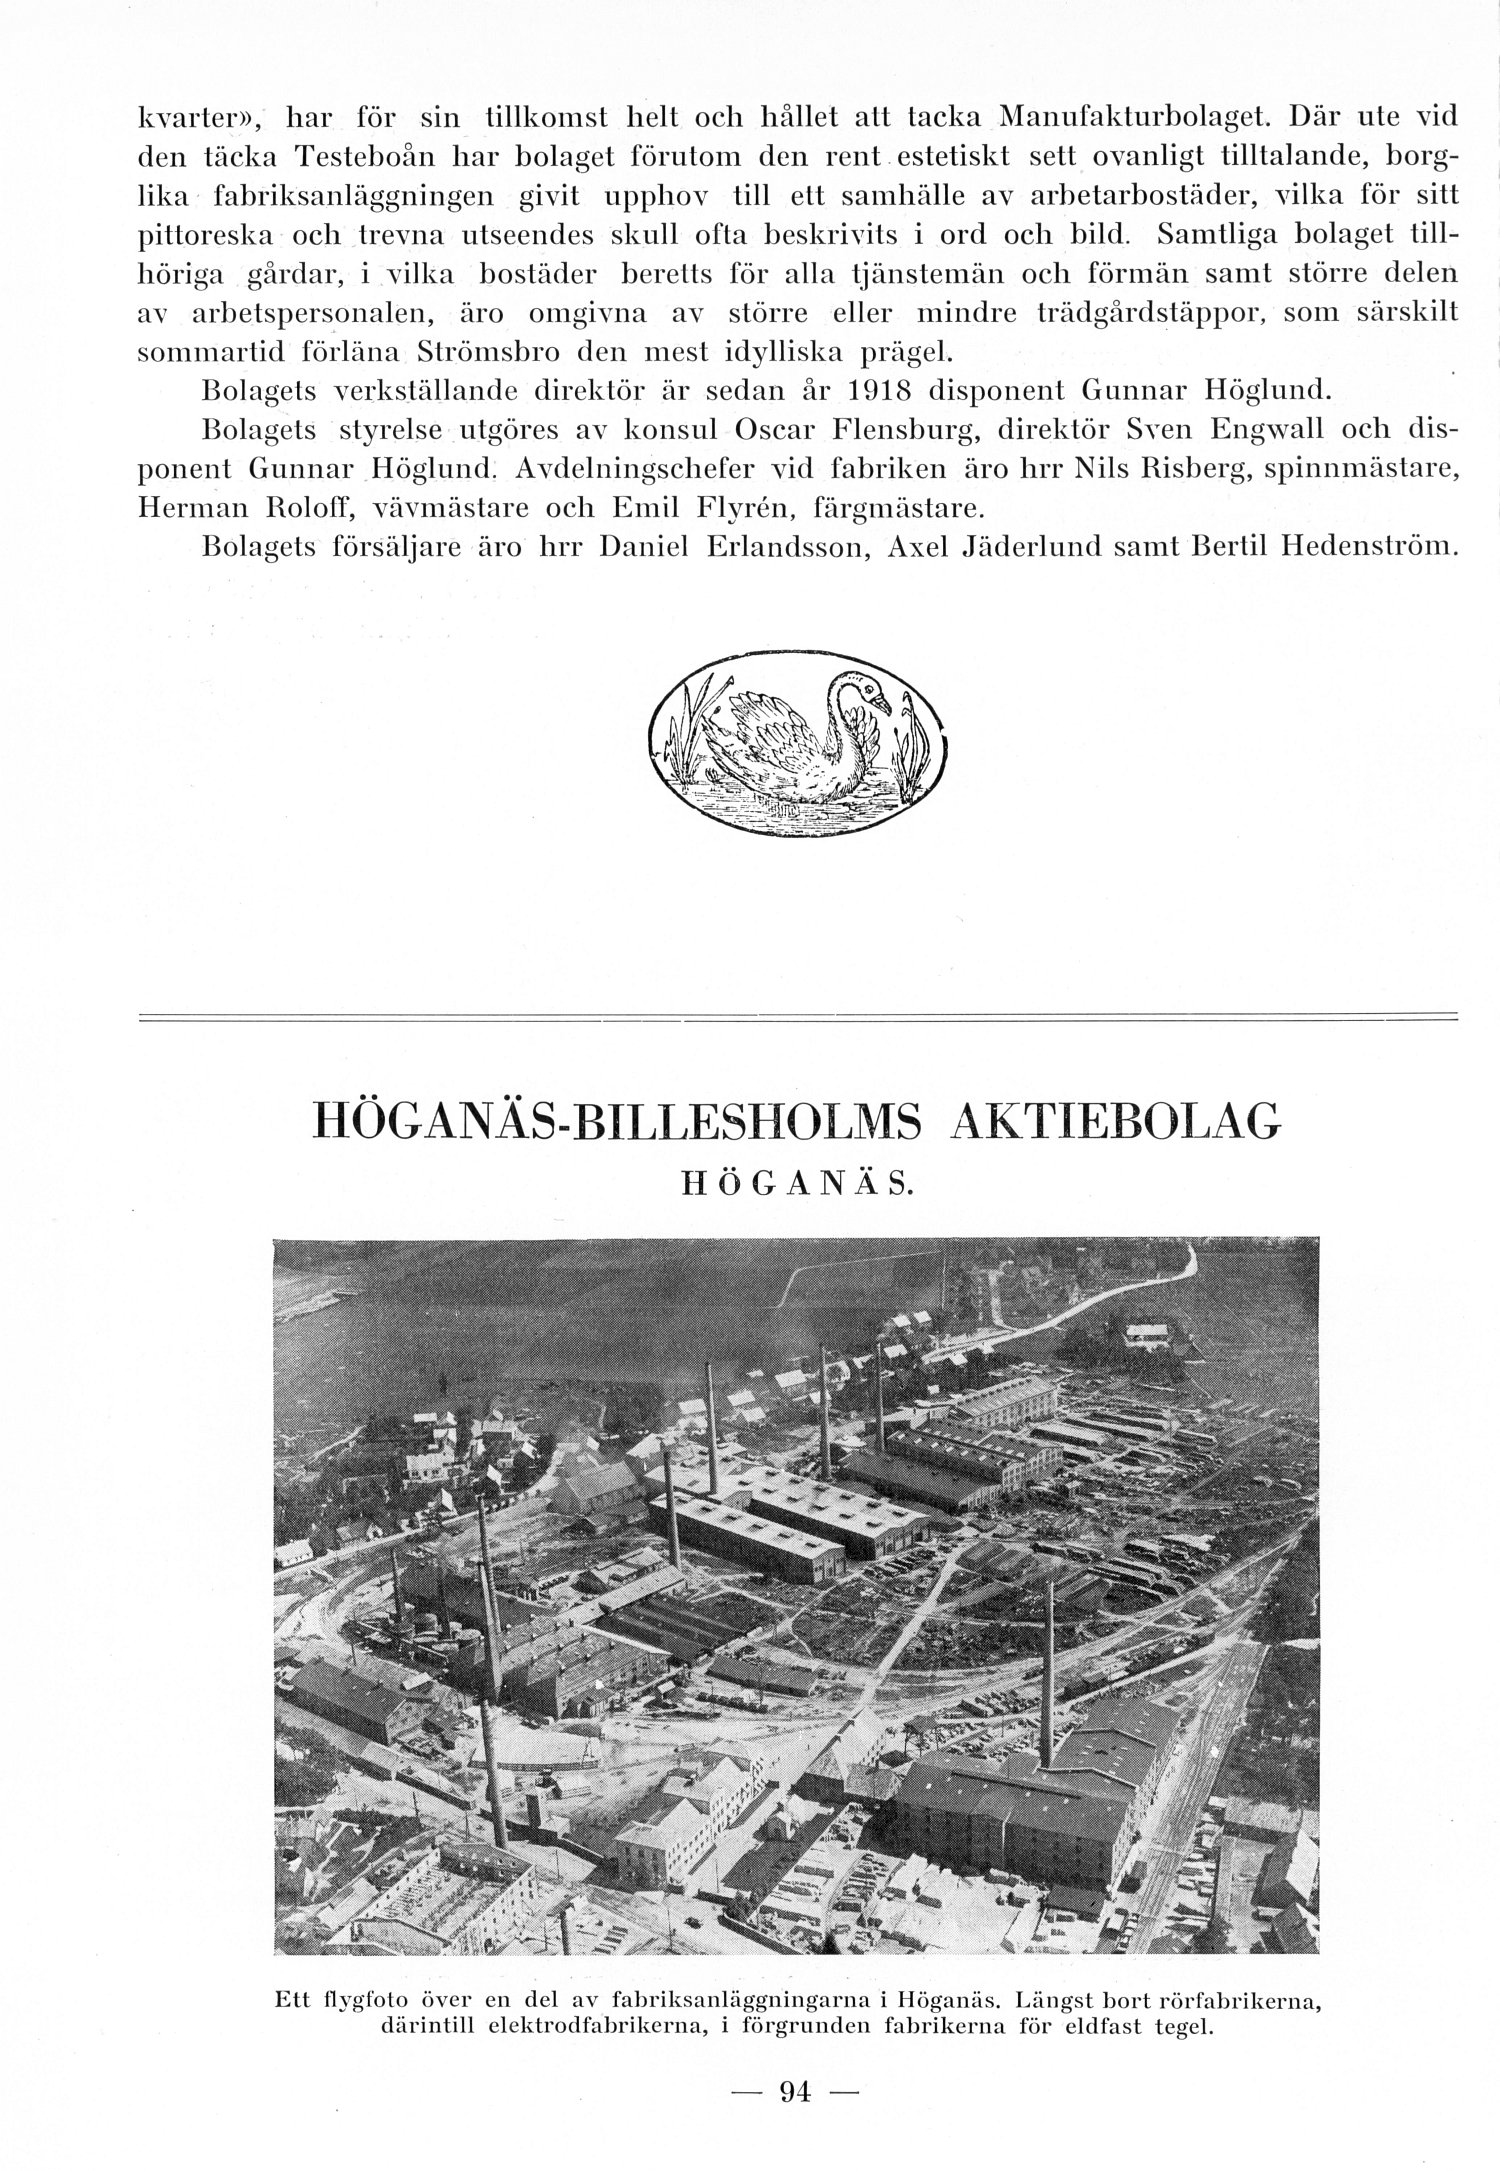 kvarter», har för sin tillkomst helt och hållet att tacka Manufakturbolaget. Där ute vid
den täcka Testeboån har bolaget förutom den rent estetiskt sett ovanligt tilltalande, borg-
lika fabriksanläggningen givit upphov till ett samhälle av arbetarbostäder, vilka för sitt
pittoreska och trevna utseendes skull ofta beskrivits i ord och bild. Samtliga bolaget till-
höriga gårdar, i vilka bostäder beretts för alla tjänstemän och förmän samt större delen
av arbetspersonalen, äro omgivna av större eller mindre trädgårdstäppor, som särskilt
sommartid förläna Strömsbro den mest idylliska prägel.
Bolagets verkställande direktör är sedan år 1918 disponent Gunnar Höglund.
Bolagets styrelse utgöres av konsul Oscar Flensburg, direktör Sven Engwall och dis-
ponent Gunnar Höglund. Avdelningschefer vid fabriken äro hrr Nils Risberg, spinnmästare,
Herman Roloff, vävmästare och Emil Flyrén, färgmästare.
Bolagets försäljare äro hrr Daniel Erlandsson, Axel Jäderlund samt Bertil Hedenström.
HÖGANÄS-BILLESHOLMS AKTIEBOLAG
HÖGANÄS.
Ett flygfoto över en del av fabriksanläggningarna i Höganäs. Längst bort rörfabrikerna,
därintill elektrodfabrikerna, i förgrunden fabrikerna för eldfast tegel.
— 94 —